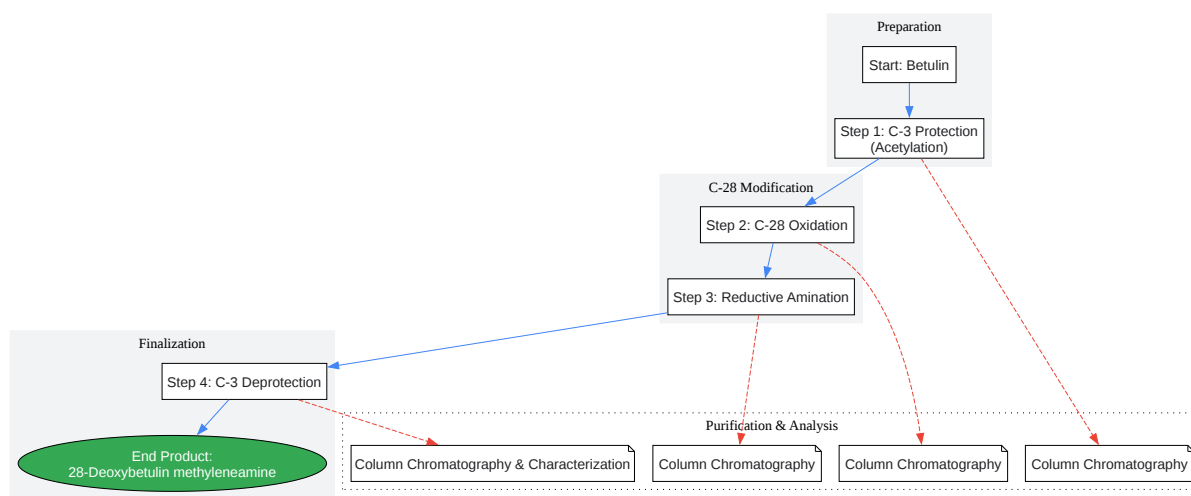 Preparation
Start: Betulin
Step 1: C-3 Protection
(Acetylation)
C-28 Modification
Step 2: C-28 Oxidation
Step 3: Reductive Amination
Finalization
Step 4: C-3 Deprotection
End Product:
28-Deoxybetulin methyleneamine
Purification & Analysis
Column Chromatography & Characterization
Column Chromatography
Column Chromatography
Column Chromatography